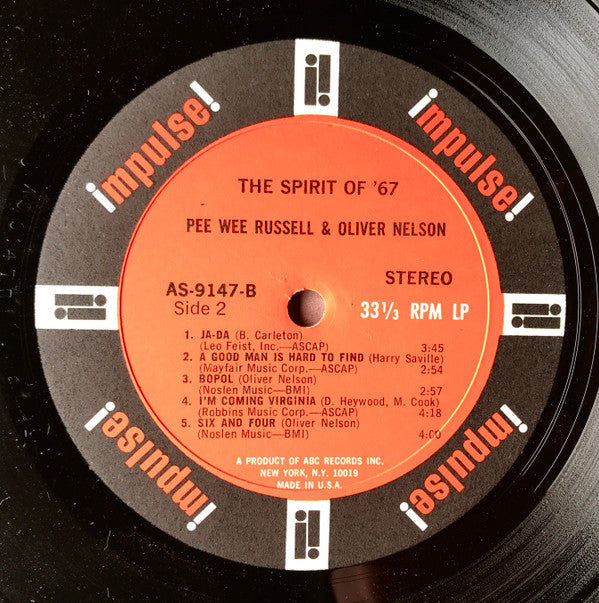 impulse!
impulse!
THE SPIRIT OF '67
PEE WEE RUSSELL & OLIVER NELSON
AS-9147-B
Side 2
STEREO
33 1/3 RPM LP
1. JA-DA (B. Carleton)
(Leo Feist, Inc.—ASCAP) 3:45
2. A GOOD MAN IS HARD TO FIND (Harry Saville)
(Mayfair Music Corp.—ASCAP) 2:54
3. BOPOL (Oliver Nelson)
(Noslen Music—BMI) 2:57
4. I'M COMING VIRGINIA (D. Heywood, M. Cook)
(Robbins Music Corp.—ASCAP) 4:18
5. SIX AND FOUR (Oliver Nelson)
(Noslen Music—BMI) 4:00
A PRODUCT OF ABC RECORDS INC.
NEW YORK, N.Y. 10019
MADE IN U.S.A.
impulse!
impulse!